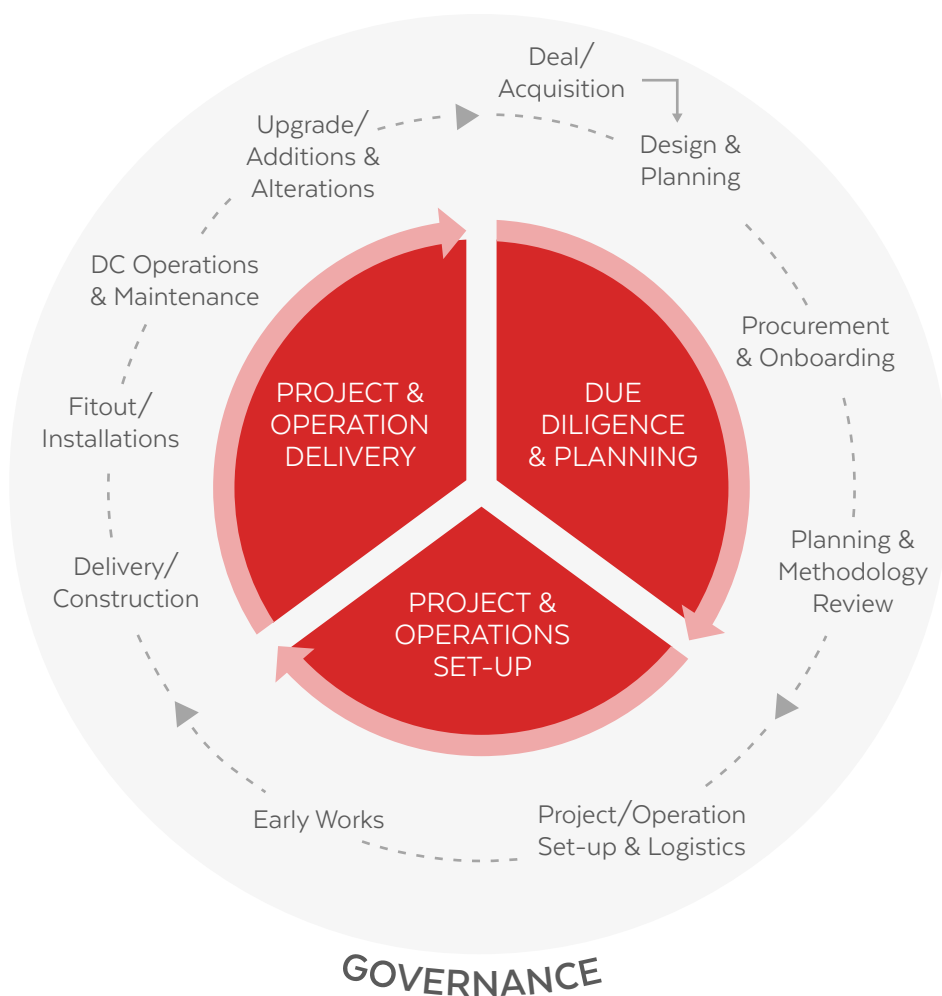 Deal/
Acquisition
Design &
Planning
Procurement
& Onboarding
Planning &
Methodology
Review
Project/Operation
Set-up & Logistics
Early Works
Delivery/
Construction
Fitout/
Installations
DC Operations
& Maintenance
Upgrade/
Additions &
Alterations
DUE
DILIGENCE
& PLANNING
PROJECT &
OPERATIONS
SET-UP
PROJECT &
OPERATION
DELIVERY
GOVERNANCE